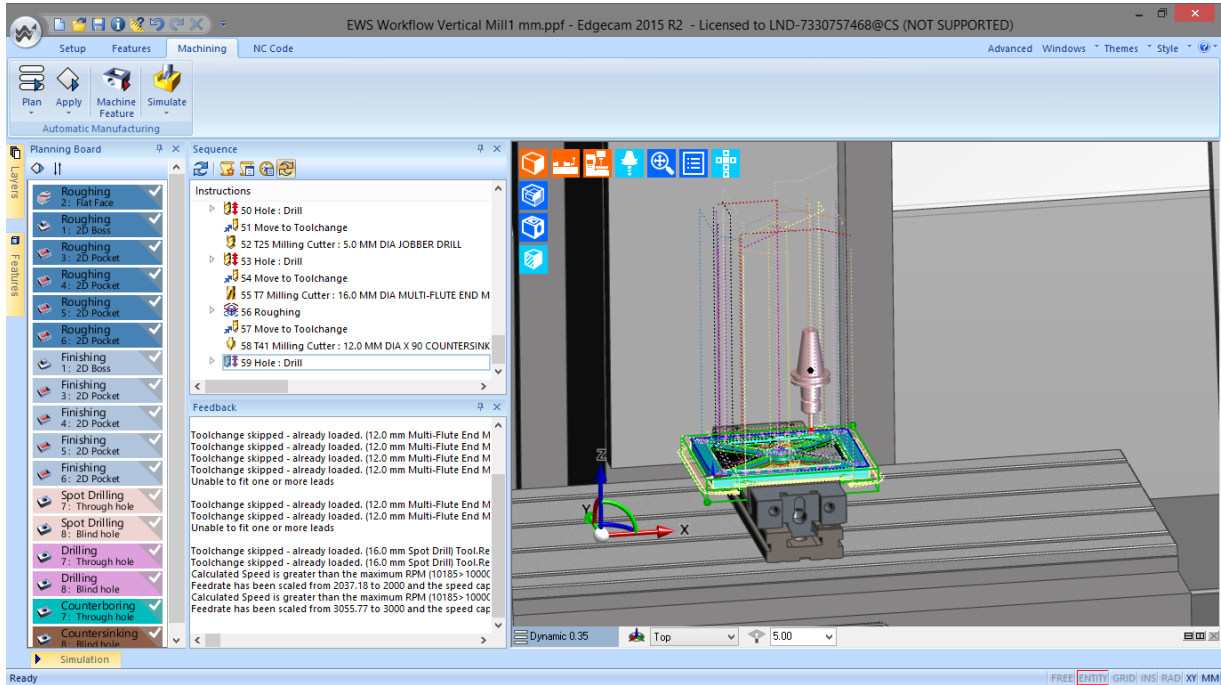 EWS Workflow Vertical Mill1 mm.ppf - Edgecam 2015 R2 - Licensed to LND-7330757468@CS (NOT SUPPORTED)
Setup Features Machining NC Code
Advanced Windows Themes Style
Plan Apply Machine Feature Simulate
Automatic Manufacturing
Layers
Features
Planning Board
Roughing
2: Flat Face
Roughing
1: 2D Boss
Roughing
3: 2D Pocket
Roughing
4: 2D Pocket
Roughing
5: 2D Pocket
Roughing
6: 2D Pocket
Finishing
1: 2D Boss
Finishing
3: 2D Pocket
Finishing
4: 2D Pocket
Finishing
5: 2D Pocket
Finishing
6: 2D Pocket
Spot Drilling
7: Through hole
Spot Drilling
8: Blind hole
Drilling
7: Through hole
Drilling
8: Blind hole
Counterboring
7: Through hole
Countersinking
8: Blind hole
Sequence
Instructions
50 Hole : Drill
51 Move to Toolchange
52 T25 Milling Cutter : 5.0 MM DIA JOBBER DRILL
53 Hole : Drill
54 Move to Toolchange
55 T7 Milling Cutter : 16.0 MM DIA MULTI-FLUTE END M
56 Roughing
57 Move to Toolchange
58 T41 Milling Cutter : 12.0 MM DIA X 90 COUNTERSINK
59 Hole : Drill
Feedback
Toolchange skipped - already loaded. (12.0 mm Multi-Flute End M
Toolchange skipped - already loaded. (12.0 mm Multi-Flute End M
Toolchange skipped - already loaded. (12.0 mm Multi-Flute End M
Toolchange skipped - already loaded. (12.0 mm Multi-Flute End M
Unable to fit one or more leads
Toolchange skipped - already loaded. (12.0 mm Multi-Flute End M
Toolchange skipped - already loaded. (12.0 mm Multi-Flute End M
Unable to fit one or more leads
Toolchange skipped - already loaded. (16.0 mm Spot Drill) Tool.Re
Toolchange skipped - already loaded. (16.0 mm Spot Drill) Tool.Re
Calculated Speed is greater than the maximum RPM (10185>10000
Feedrate has been scaled from 2037.18 to 2000 and the speed cap
Calculated Speed is greater than the maximum RPM (10185>10000
Feedrate has been scaled from 3055.77 to 3000 and the speed cap
Z
Y
X
Dynamic 0.35 Top 5.00
Simulation
Ready
FREE ENTITY GRID INS RAD XY MM